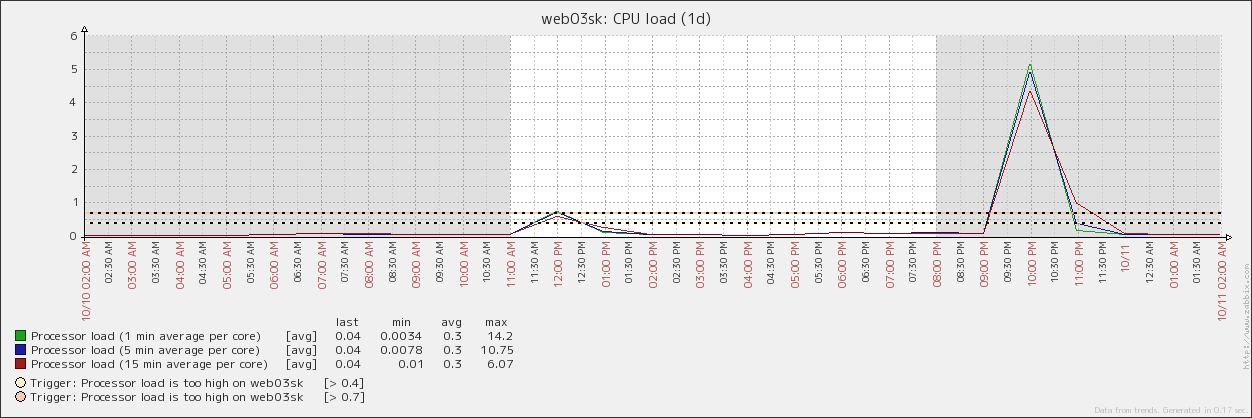 web03sk: CPU load (1d)
6
5
4
3
2
1
0
10/10 02:00 AM
02:30 AM
03:00 AM
03:30 AM
04:00 AM
04:30 AM
05:00 AM
05:30 AM
06:00 AM
06:30 AM
07:00 AM
07:30 AM
08:00 AM
08:30 AM
09:00 AM
09:30 AM
10:00 AM
10:30 AM
11:00 AM
11:30 AM
12:00 PM
12:30 PM
01:00 PM
01:30 PM
02:00 PM
02:30 PM
03:00 PM
03:30 PM
04:00 PM
04:30 PM
05:00 PM
05:30 PM
06:00 PM
06:30 PM
07:00 PM
07:30 PM
08:00 PM
08:30 PM
09:00 PM
09:30 PM
10:00 PM
10:30 PM
11:00 PM
11:30 PM
10/11
12:30 AM
01:00 AM
01:30 AM
10/11 02:00 AM
last min avg max
Processor load (1 min average per core) [avg] 0.04 0.0034 0.3 14.2
Processor load (5 min average per core) [avg] 0.04 0.0078 0.3 10.75
Processor load (15 min average per core) [avg] 0.04 0.01 0.3 6.07
Trigger: Processor load is too high on web03sk [> 0.4]
Trigger: Processor load is too high on web03sk [> 0.7]
http://www.zabbix.com
Data from trends. Generated in 0.17 sec.